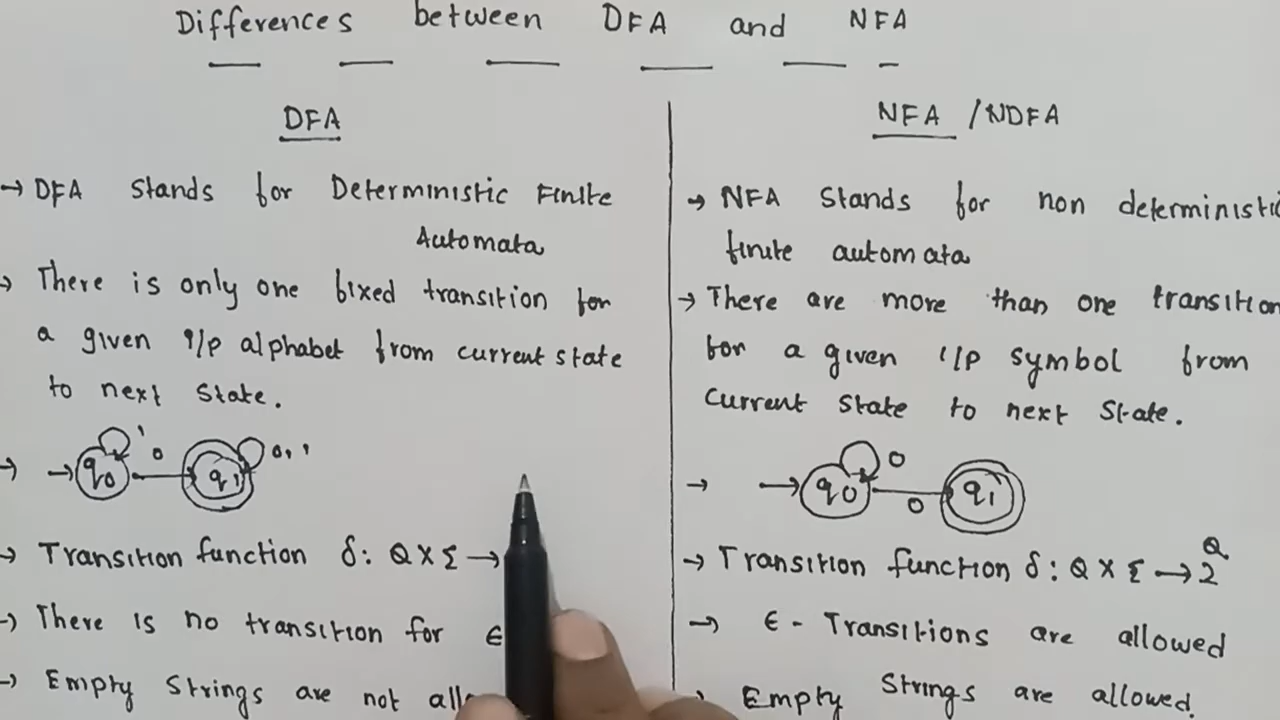 Differences between DFA and NFA
DFA
→ DFA stands for Deterministic Finite
Automata
→ There is only one fixed transition for
a given i/p alphabet from current state
to next state.
→ → q0 1 0 q1 0,1
→ Transition function δ: Q X Σ →
→ There is no transition for ϵ
→ Empty Strings are not
NFA /NDFA
→ NFA stands for non deterministic
finite automata
→ There are more than one transition
for a given i/p symbol from
current state to next state.
→ → q0 0 0 q1
→ Transition function δ: Q X Σ → 2^Q
→ ϵ - Transitions are allowed
→ Empty Strings are allowed.